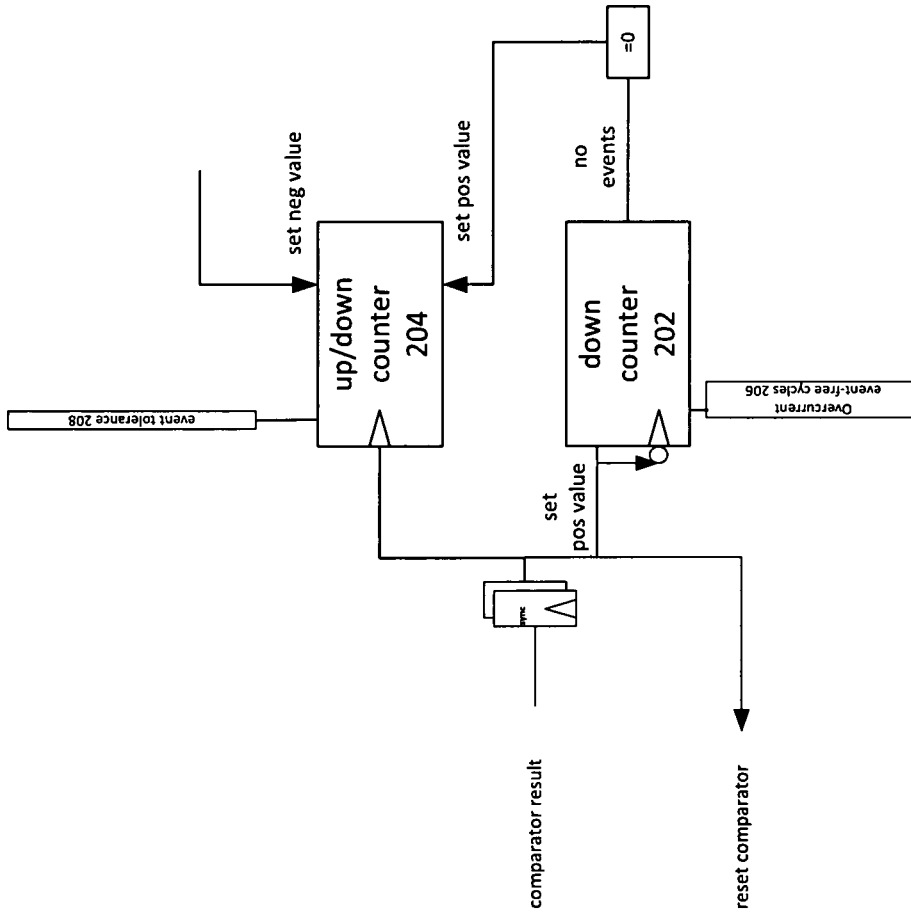 event tolerance 208
set neg value
up/down
counter
204
set pos value
=0
no
events
down
counter
202
Overcurrent
event-free cycles 206
set
pos value
sync
comparator result
reset comparator